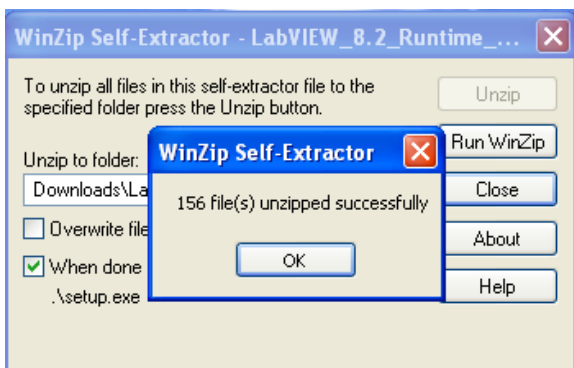 WinZip Self-Extractor - LabVIEW_8.2_Runtime_...
To unzip all files in this self-extractor file to the
specified folder press the Unzip button.
Unzip
Run WinZip
Unzip to folder:
Downloads\La
Close
Overwrite file
About
When done
.\setup.exe
Help
WinZip Self-Extractor
156 file(s) unzipped successfully
OK